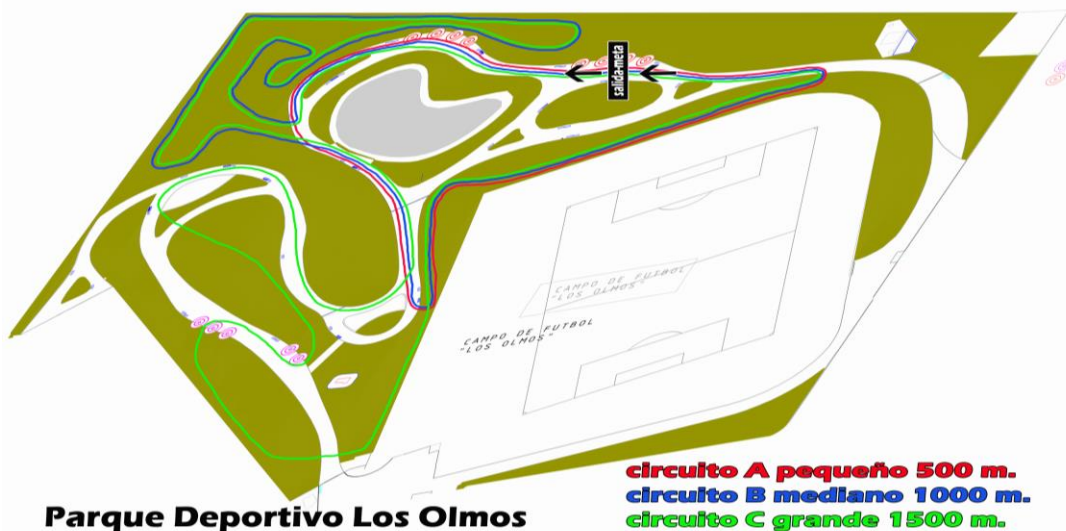 salida-meta
CAMPO DE FUTBOL
"LOS OLMOS"
CAMPO DE FUTBOL
"LOS OLMOS"
circuito A pequeño 500 m.
circuito B mediano 1000 m.
circuito C grande 1500 m.
Parque Deportivo Los Olmos